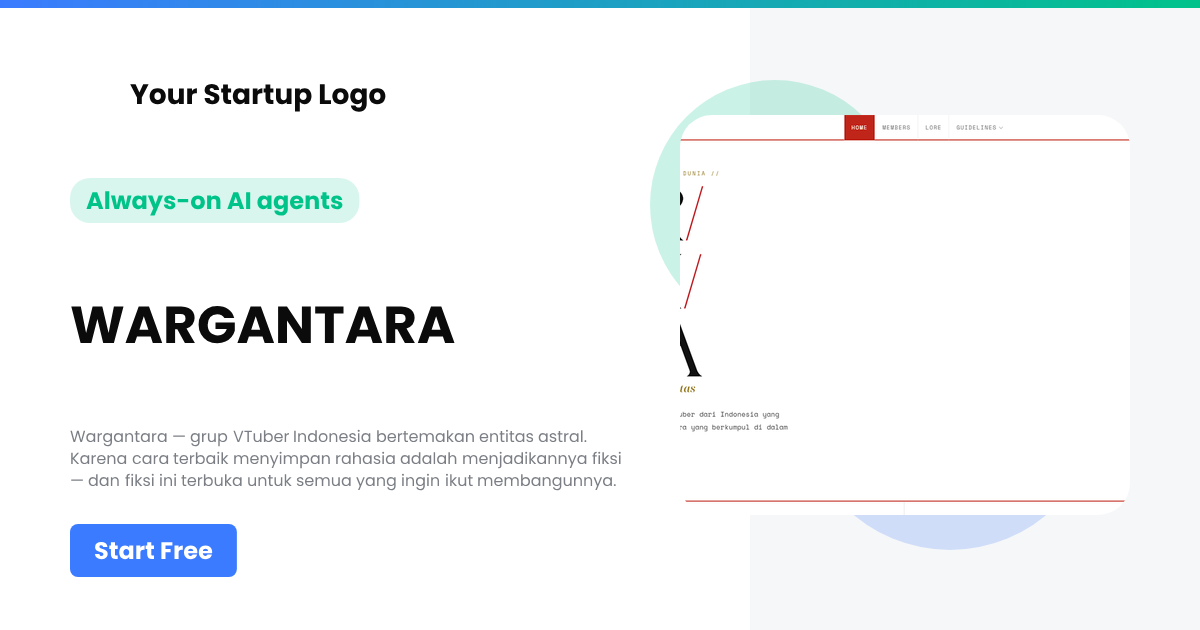 Your Startup Logo
Always-on AI agents
WARGANTARA
Wargantara — grup VTuber Indonesia bertemakan entitas astral.
Karena cara terbaik menyimpan rahasia adalah menjadikannya fiksi
— dan fiksi ini terbuka untuk semua yang ingin ikut membangunnya.
Start Free
HOME MEMBERS LORE GUIDELINES
DUNIA //
/
/
A
dari Indonesia yang
yang berkumpul di dalam